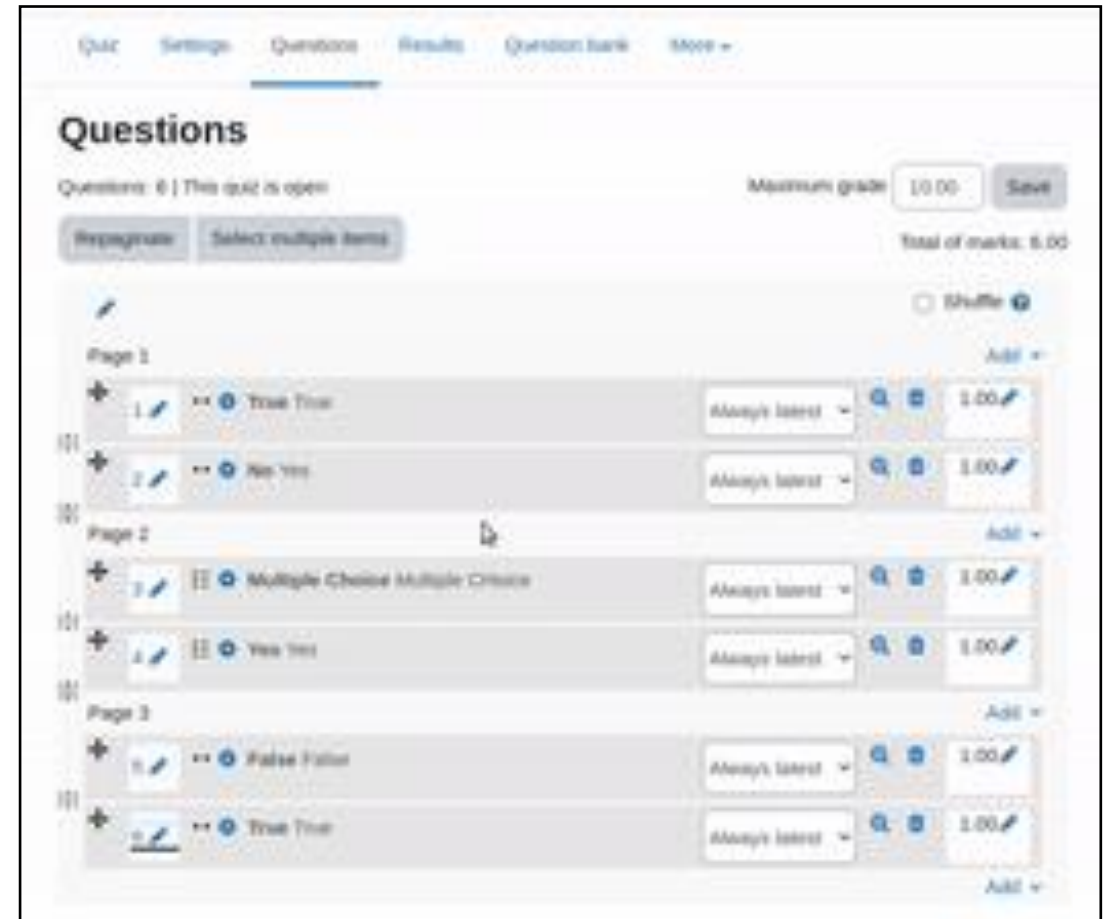 Quiz Settings Questions Results Question bank More
Questions
Questions: 6 | This quiz is open
Maximum grade 10.00 Save
Repaginate Select multiple items
Total of marks: 6.00
Shuffle
Page 1 Add
1 True True Always latest 1.00
2 No Yes Always latest 1.00
Page 2 Add
3 Multiple Choice Multiple Choice Always latest 1.00
4 Yes Yes Always latest 1.00
Page 3 Add
5 False False Always latest 1.00
6 True True Always latest 1.00
Add